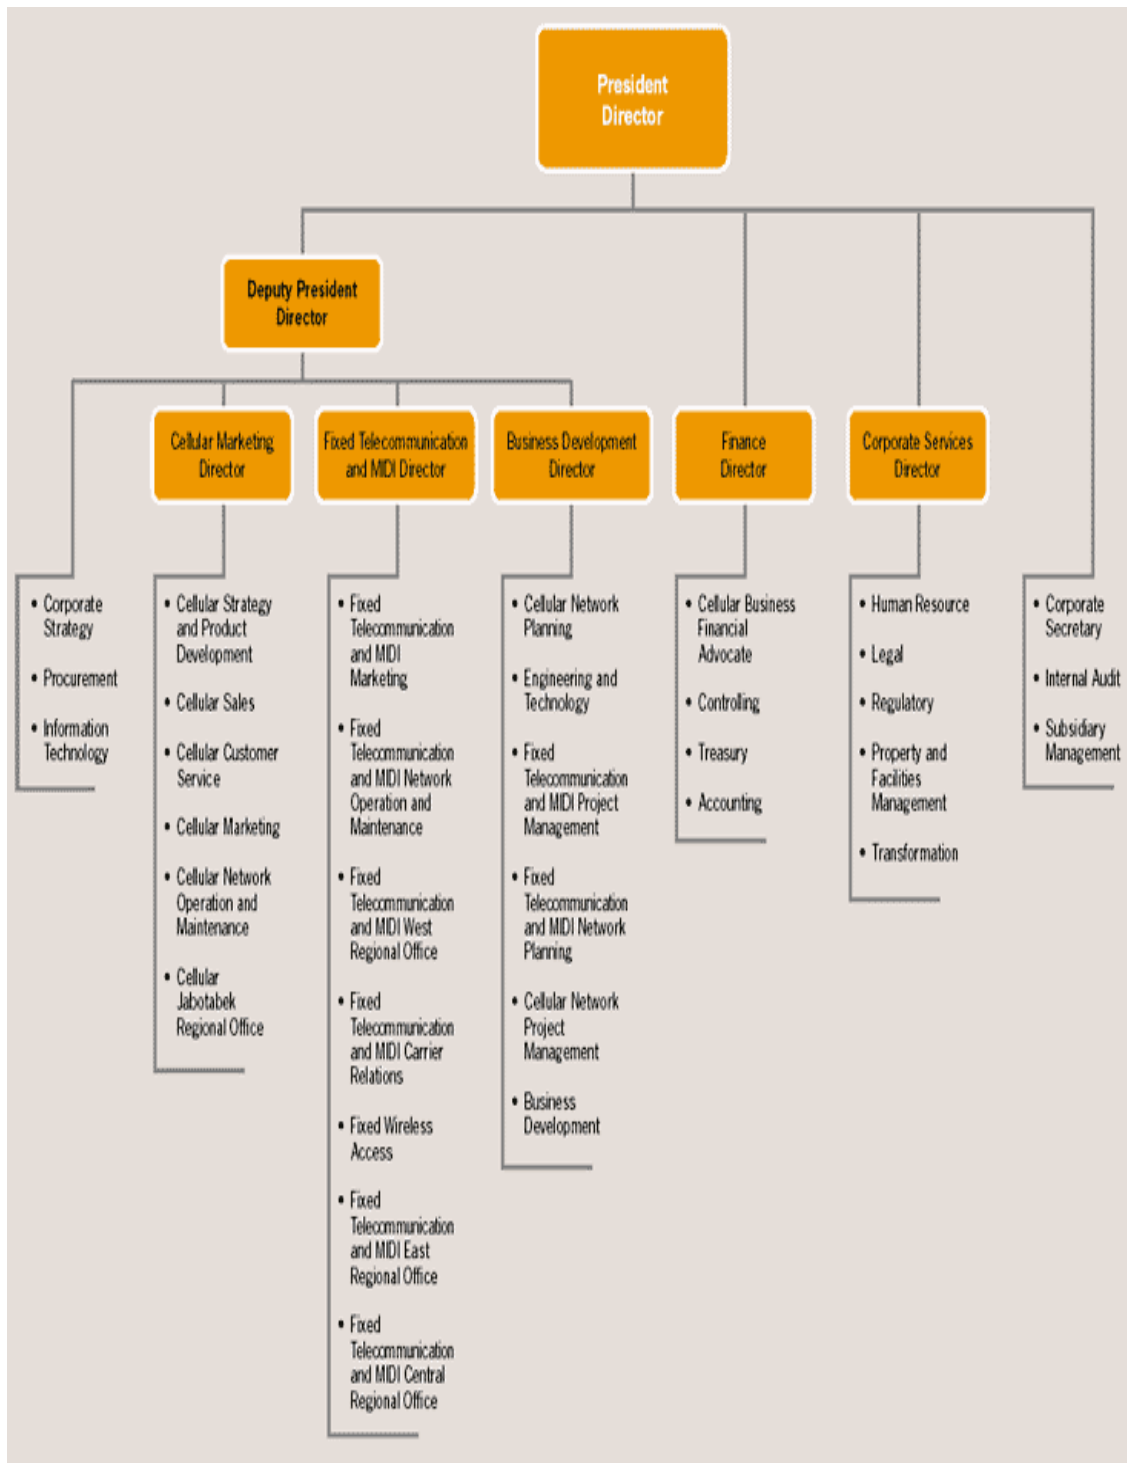 President
Director
Deputy President
Director
Cellular Marketing
Director
Fixed Telecommunication
and MIDI Director
Business Development
Director
Finance
Director
Corporate Services
Director
• Corporate
Strategy
• Procurement
• Information
Technology
• Cellular Strategy
and Product
Development
• Cellular Sales
• Cellular Customer
Service
• Cellular Marketing
• Cellular Network
Operation and
Maintenance
• Cellular
Jabotabek
Regional Office
• Fixed
Telecommunication
and MIDI
Marketing
• Fixed
Telecommunication
and MIDI Network
Operation and
Maintenance
• Fixed
Telecommunication
and MIDI West
Regional Office
• Fixed
Telecommunication
and MIDI Carrier
Relations
• Fixed Wireless
Access
• Fixed
Telecommunication
and MIDI East
Regional Office
• Fixed
Telecommunication
and MIDI Central
Regional Office
• Cellular Network
Planning
• Engineering and
Technology
• Fixed
Telecommunication
and MIDI Project
Management
• Fixed
Telecommunication
and MIDI Network
Planning
• Cellular Network
Project
Management
• Business
Development
• Cellular Business
Financial
Advocate
• Controlling
• Treasury
• Accounting
• Human Resource
• Legal
• Regulatory
• Property and
Facilities
Management
• Transformation
• Corporate
Secretary
• Internal Audit
• Subsidiary
Management